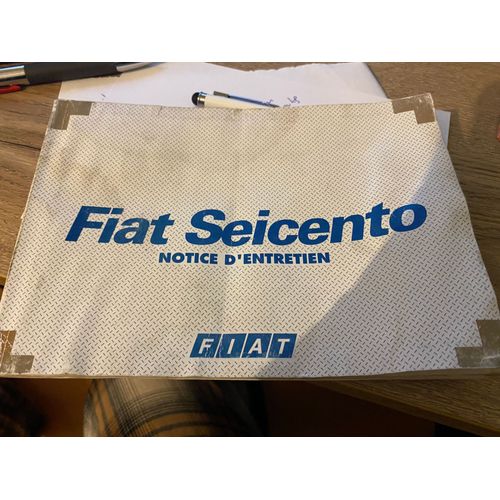 Fiat Seicento
NOTICE D'ENTRETIEN
FIAT